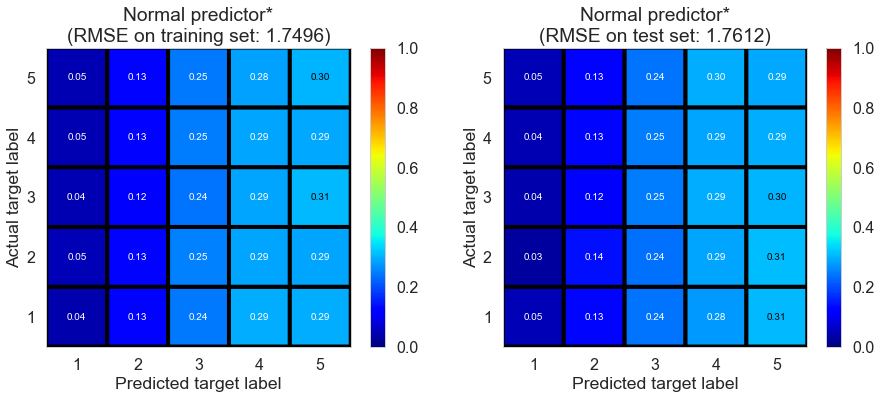 Normal predictor*
(RMSE on training set: 1.7496)
Actual target label
5 0.05 0.13 0.25 0.28 0.30
4 0.05 0.13 0.25 0.29 0.29
3 0.04 0.12 0.24 0.29 0.31
2 0.05 0.13 0.25 0.29 0.29
1 0.04 0.13 0.24 0.29 0.29
1 2 3 4 5
Predicted target label
1.0
0.8
0.6
0.4
0.2
0.0
Normal predictor*
(RMSE on test set: 1.7612)
Actual target label
5 0.05 0.13 0.24 0.30 0.29
4 0.04 0.13 0.25 0.29 0.29
3 0.04 0.12 0.25 0.29 0.30
2 0.03 0.14 0.24 0.29 0.31
1 0.05 0.13 0.24 0.28 0.31
1 2 3 4 5
Predicted target label
1.0
0.8
0.6
0.4
0.2
0.0